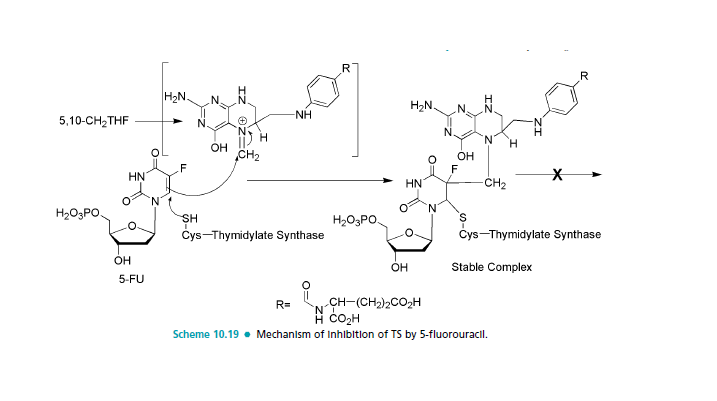 R
H₂N
N
H
N
NH
5,10-CH₂THF
N
⊕
N
H
OH
CH₂
O
F
HN
O
N
SH
H₂O₃PO
O
Cys—Thymidylate Synthase
OH
5-FU
R
H₂N
N
H
N
N
H
N
N
H
OH
O
F
HN
CH₂
X
O
N
S
H₂O₃PO
O
Cys—Thymidylate Synthase
OH
Stable Complex
O
R= N CH—(CH₂)₂CO₂H
H CO₂H
Scheme 10.19 ● Mechanism of inhibition of TS by 5-fluorouracil.